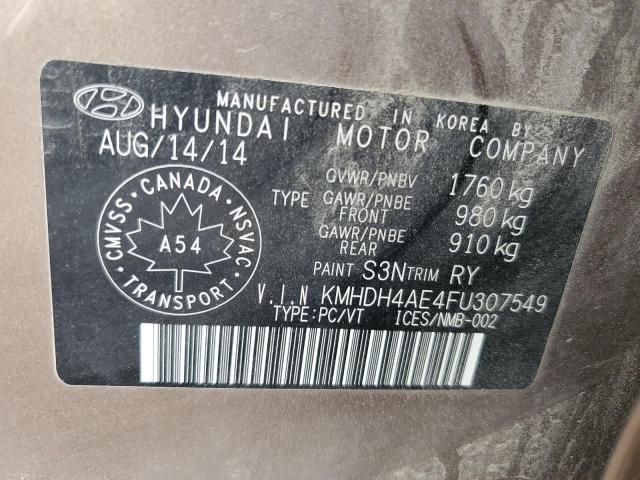 MANUFACTURED IN KOREA BY
HYUNDAI MOTOR COMPANY
AUG/14/14
GVWR/PNBV 1760 kg
TYPE GAWR/PNBE FRONT 980 kg
GAWR/PNBE REAR 910 kg
PAINT S3N TRIM RY
V.I.N KMHDH4AE4FU307549
TYPE:PC/VT ICES/NMB-002
CMVSS · CANADA · NSVAC
A54
TRANSPORT